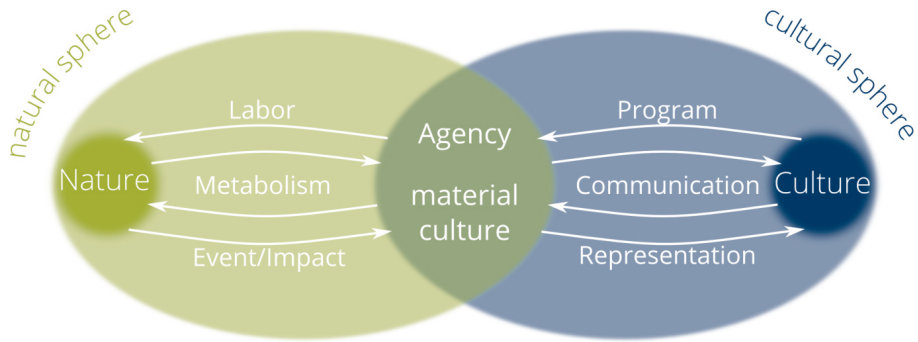 natural sphere
cultural sphere
Labor
Program
Agency
Nature
Metabolism
material
culture
Communication
Culture
Event/Impact
Representation